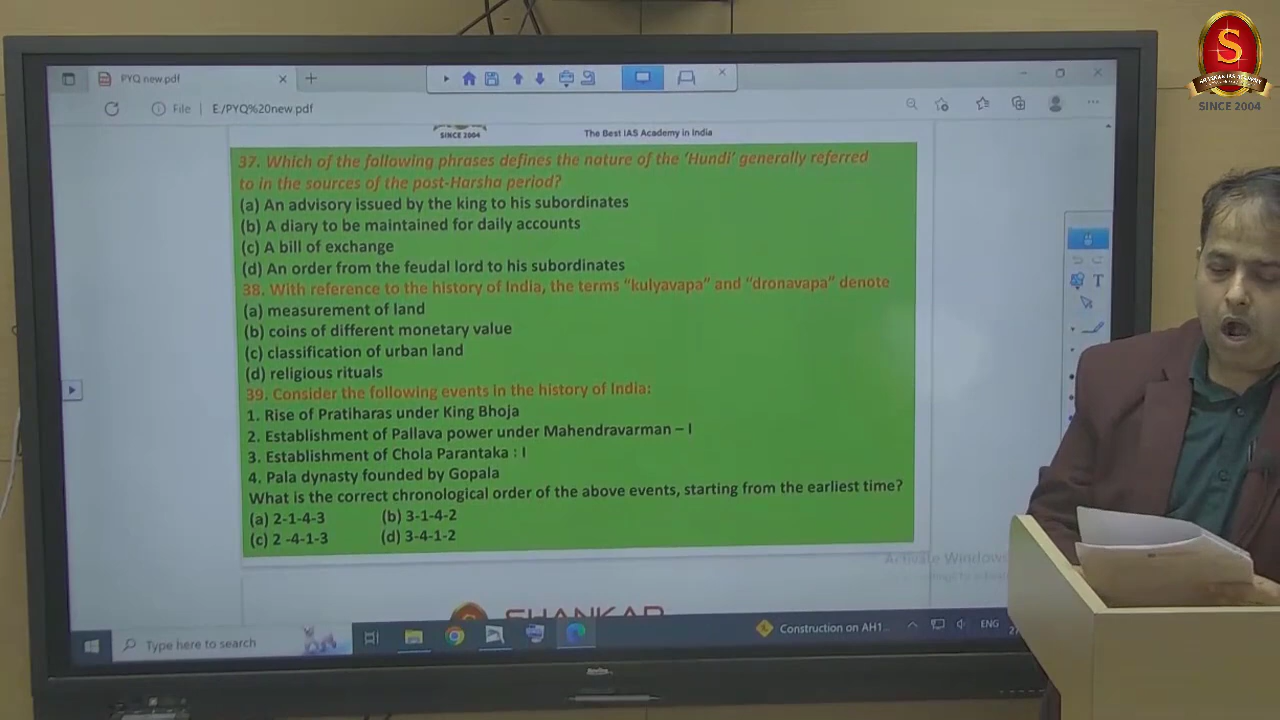 PYQ new.pdf
File
E:/PYQ%20new.pdf
SINCE 2004
The Best IAS Academy in India
37. Which of the following phrases defines the nature of the ‘Hundi’ generally referred
to in the sources of the post-Harsha period?
(a) An advisory issued by the king to his subordinates
(b) A diary to be maintained for daily accounts
(c) A bill of exchange
(d) An order from the feudal lord to his subordinates
38. With reference to the history of India, the terms “kulyavapa” and “dronavapa” denote
(a) measurement of land
(b) coins of different monetary value
(c) classification of urban land
(d) religious rituals
39. Consider the following events in the history of India:
1. Rise of Pratiharas under King Bhoja
2. Establishment of Pallava power under Mahendravarman – I
3. Establishment of Chola Parantaka : I
4. Pala dynasty founded by Gopala
What is the correct chronological order of the above events, starting from the earliest time?
(a) 2-1-4-3 (b) 3-1-4-2
(c) 2 -4-1-3 (d) 3-4-1-2
Activate Windows
SHANKAR
Type here to search
Construction on AH1...
ENG
S
SINCE 2004